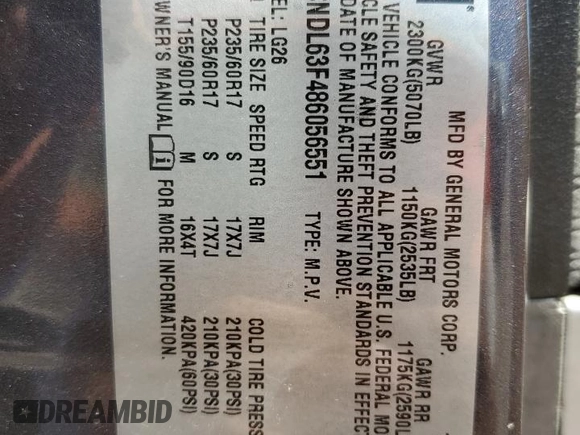 MFD BY GENERAL MOTORS CORP.
GVWR GAWR FRT GAWR RR
2300KG(5070LB) 1150KG(2535LB) 1175KG(2590L
VEHICLE CONFORMS TO ALL APPLICABLE U.S. FEDERAL MO
CLE SAFETY AND THEFT PREVENTION STANDARDS IN EFFECT
DATE OF MANUFACTURE SHOWN ABOVE.
NDL63F486056551 TYPE: M.P.V.
EL: LG26
TIRE SIZE SPEED RTG RIM COLD TIRE PRESS
P235/60R17 S 17X7J 210KPA(30PSI)
P235/60R17 S 17X7J 210KPA(30PSI)
T155/90D16 M 16X4T 420KPA(60PSI)
WNER'S MANUAL i FOR MORE INFORMATION.
DREAMBID